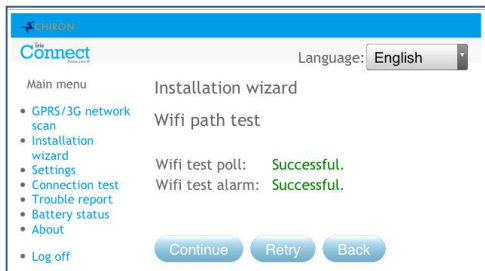 CHIRON
Iris
Connect
Language: English
Main menu
GPRS/3G network
scan
Installation
wizard
Settings
Connection test
Trouble report
Battery status
About
Log off
Installation wizard
Wifi path test
Wifi test poll: Successful.
Wifi test alarm: Successful.
Continue Retry Back